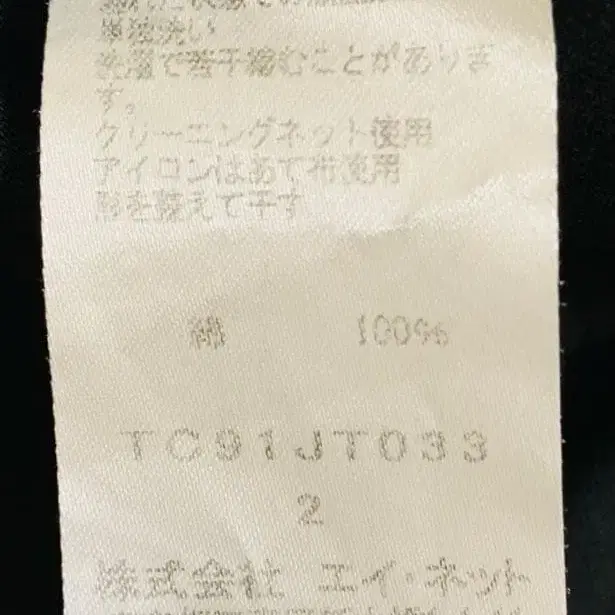 単独洗い
洗濯で若干縮むことがありま
す。
クリーニングネット使用
アイロンはあて布使用
形を整えて干す
綿 100%
TC91JT033
2
株式会社 エイ・ネット